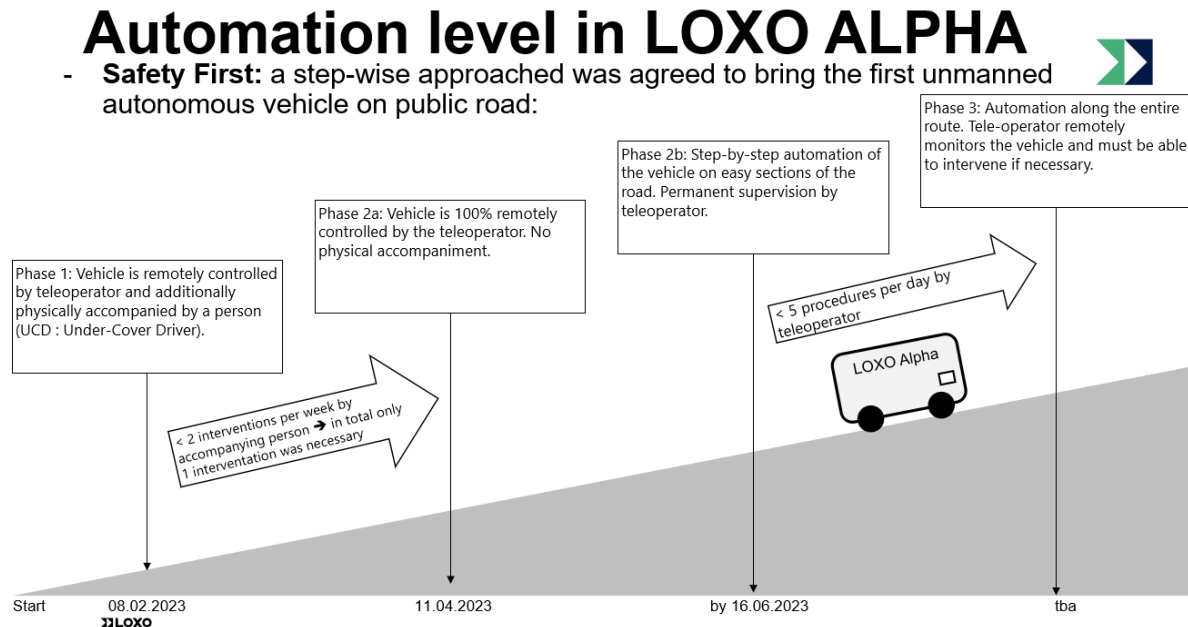 Automation level in LOXO ALPHA
- Safety First: a step-wise approached was agreed to bring the first unmanned
autonomous vehicle on public road:
Phase 1: Vehicle is remotely controlled
by teleoperator and additionally
physically accompanied by a person
(UCD : Under-Cover Driver).
< 2 interventions per week by
accompanying person ➔ in total only
1 interventation was necessary
Phase 2a: Vehicle is 100% remotely
controlled by the teleoperator. No
physical accompaniment.
Phase 2b: Step-by-step automation of
the vehicle on easy sections of the
road. Permanent supervision by
teleoperator.
< 5 procedures per day by
teleoperator
LOXO Alpha
Phase 3: Automation along the entire
route. Tele-operator remotely
monitors the vehicle and must be able
to intervene if necessary.
Start
08.02.2023
11.04.2023
by 16.06.2023
tba
LOXO